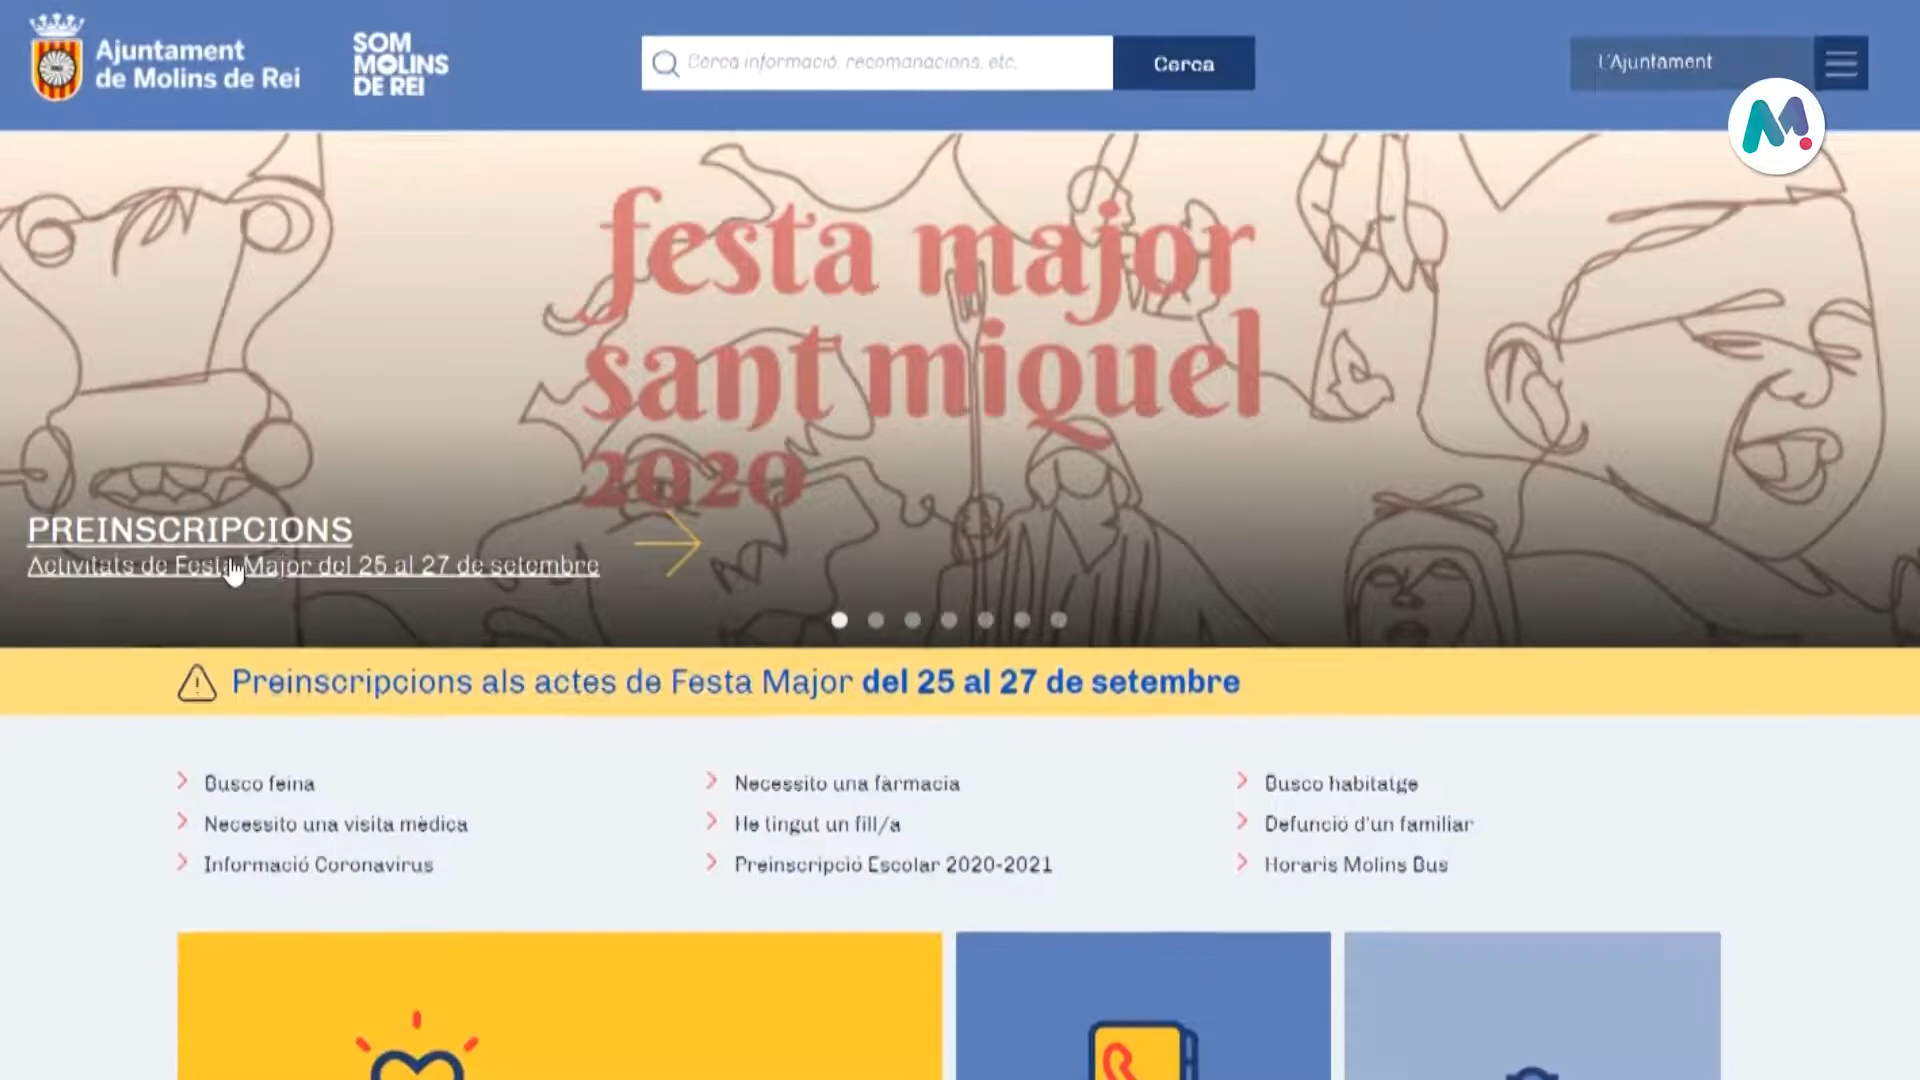 Ajuntament
de Molins de Rei
SOM
MOLINS
DE REI
Cerca informació, recomanacions, etc.
Cerca
L'Ajuntament
M.
festa major
sant miquel
2020
PREINSCRIPCIONS
Activitats de Festa Major del 25 al 27 de setembre
Preinscripcions als actes de Festa Major del 25 al 27 de setembre
Busco feina
Necessito una farmacia
Busco habitatge
Necessito una visita mèdica
He tingut un fill/a
Defunció d'un familiar
Informació Coronavirus
Preinscripció Escolar 2020-2021
Horaris Molins Bus